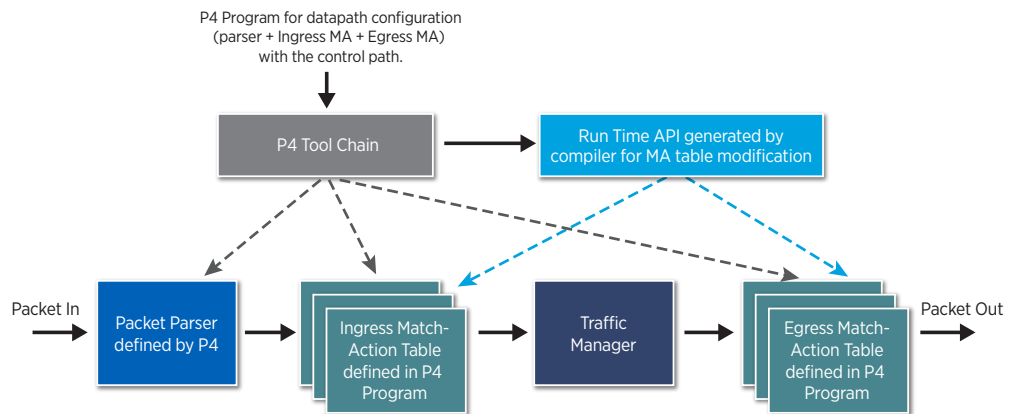 P4 Program for datapath configuration
(parser + Ingress MA + Egress MA)
with the control path.
P4 Tool Chain
Run Time API generated by
compiler for MA table modification
Packet In
Packet Parser
defined by P4
Ingress Match-
Action Table
defined in P4
Program
Traffic
Manager
Egress Match-
Action Table
defined in P4
Program
Packet Out